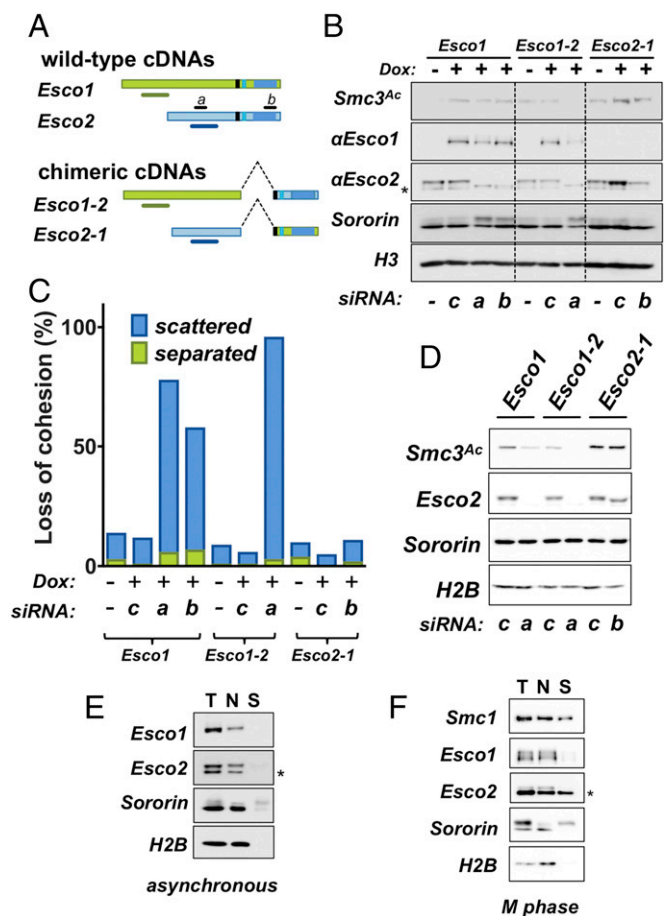 A
wild-type cDNAs
Esco1
a
b
Esco2
chimeric cDNAs
Esco1-2
Esco2-1
B
Esco1 Esco1-2 Esco2-1
Dox: - + + + - + + - + +
Smc3Ac
αEsco1
αEsco2
*
Sororin
H3
siRNA: - c a b - c a - c b
C
Loss of cohesion (%)
100
50
0
scattered
separated
Dox: - + + + - + + - + +
siRNA: - c a b - c a - c b
Esco1 Esco1-2 Esco2-1
D
Esco1 Esco1-2 Esco2-1
Smc3Ac
Esco2
Sororin
H2B
siRNA: c a c a c b
E
T N S
Esco1
Esco2
*
Sororin
H2B
asynchronous
F
T N S
Smc1
Esco1
Esco2
*
Sororin
H2B
M phase